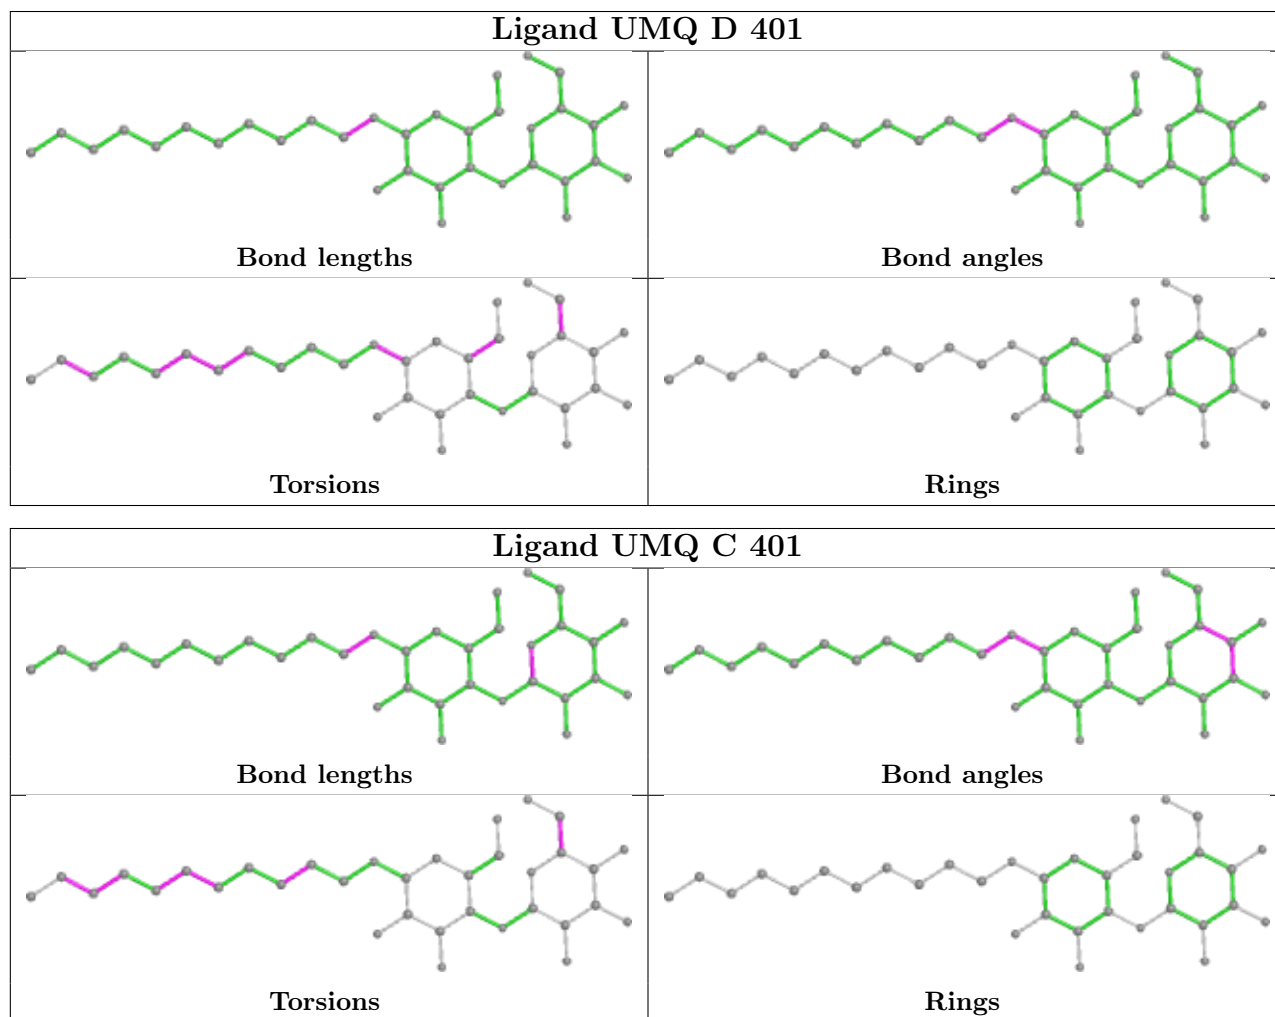 Ligand UMQ D 401
Bond lengths
Bond angles
Torsions
Rings
Ligand UMQ C 401
Bond lengths
Bond angles
Torsions
Rings